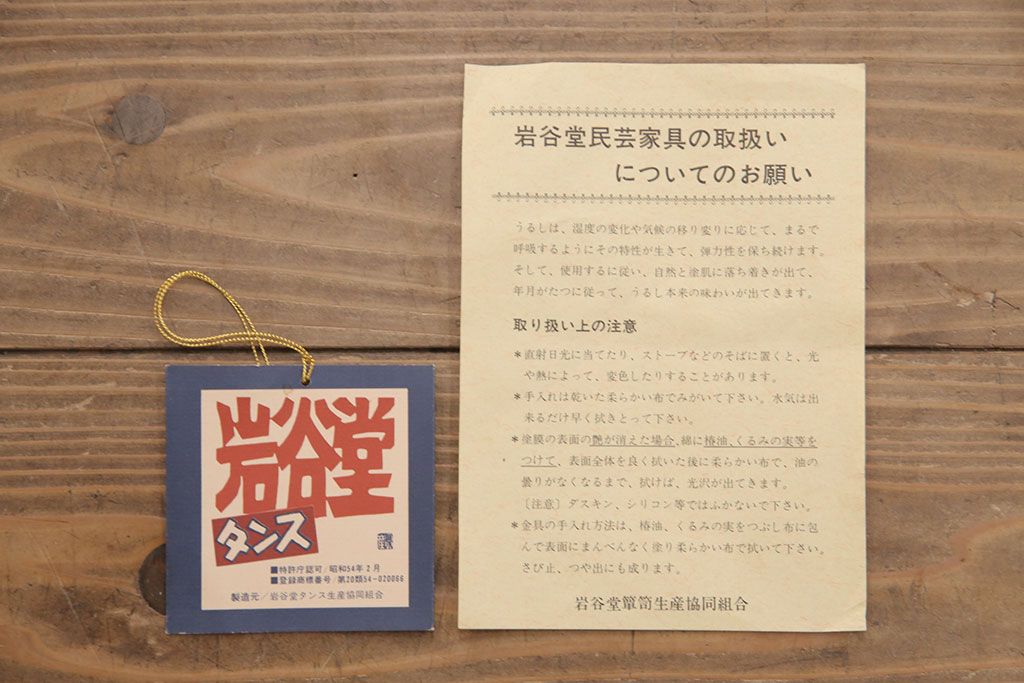 岩谷堂
タンス
■特許庁認可／昭和54年2月
■登録商標番号 第20類54-020066
製造元／岩谷堂タンス生産協同組合
岩谷堂民芸家具の取扱い
についてのお願い
うるしは、湿度の変化や気候の移り変りに応じて、まるで
呼吸するようにその特性が生きて、弾力性を保ち続けます。
そして、使用するに従い、自然と塗肌に落ち着きが出て、
年月がたつに従って、うるし本来の味わいが出てきます。
取り扱い上の注意
＊直射日光に当てたり、ストーブなどのそばに置くと、光
や熱によって、変色したりすることがあります。
＊手入れは乾いた柔らかい布でみがいて下さい。水気は出
来るだけ早く拭きとって下さい。
＊塗膜の表面の艶が消えた場合、綿に椿油、くるみの実等を
つけて、表面全体を良く拭いた後に柔らかい布で、油の
曇りがなくなるまで、拭けば、光沢が出てきます。
〔注意〕ダスキン、シリコン等ではふかないで下さい。
＊金具の手入れ方法は、椿油、くるみの実をつぶし布に包
んで表面にまんべんなく塗り柔らかい布で拭いて下さい。
さび止、つや出にも成ります。
岩谷堂簞笥生産協同組合